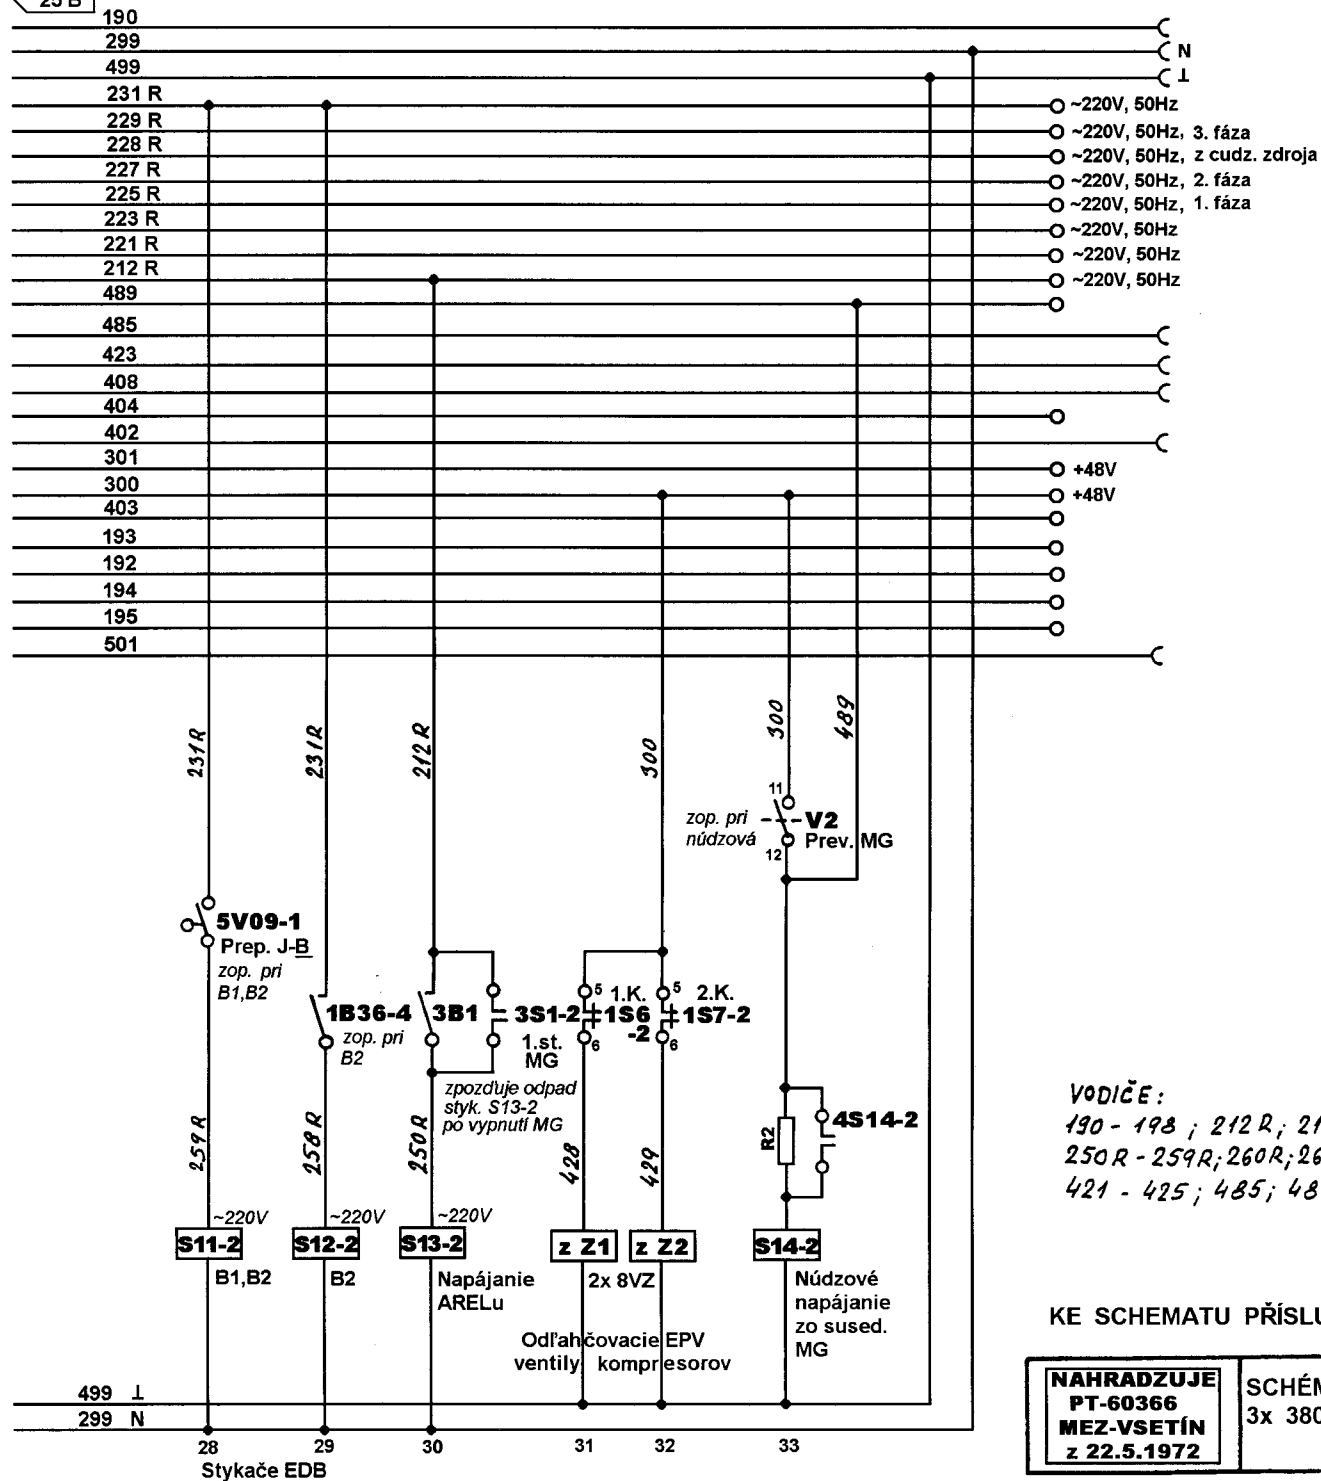 25 B
190
299
N
499
⊥
231 R
~220V, 50Hz
229 R
~220V, 50Hz, 3. fáza
228 R
~220V, 50Hz, z cudz. zdroja
227 R
~220V, 50Hz, 2. fáza
225 R
~220V, 50Hz, 1. fáza
223 R
~220V, 50Hz
221 R
~220V, 50Hz
212 R
~220V, 50Hz
489
485
423
408
404
402
301
+48V
300
+48V
403
193
192
194
195
501
231R
231R
212R
300
300
489
11
zop. pri
núdzová
V2
Prev. MG
12
5V09-1
Prep. J-B
zop. pri
B1,B2
1B36-4
zop. pri
B2
3B1
3S1-2
1.st.
MG
zpozďuje odpad
styk. S13-2
po vypnutí MG
5
1.K.
1S6
-2
6
5
2.K.
1S7-2
6
R2
4S14-2
259R
258R
250R
428
429
~220V
S11-2
B1,B2
~220V
S12-2
B2
~220V
S13-2
Napájanie
ARELu
z Z1
z Z2
2x 8VZ
Odľahčovacie EPV
ventily kompresorov
S14-2
Núdzové
napájanie
zo sused.
MG
VODIČE:
190 - 198 ; 212R; 21
250R - 259R; 260R; 26
421 - 425 ; 485; 48
KE SCHEMATU PŘÍSLU
NAHRADZUJE
PT-60366
MEZ-VSETÍN
z 22.5.1972
SCHÉM
3x 380
499 ⊥
299 N
28
29
30
31
32
33
Stykače EDB